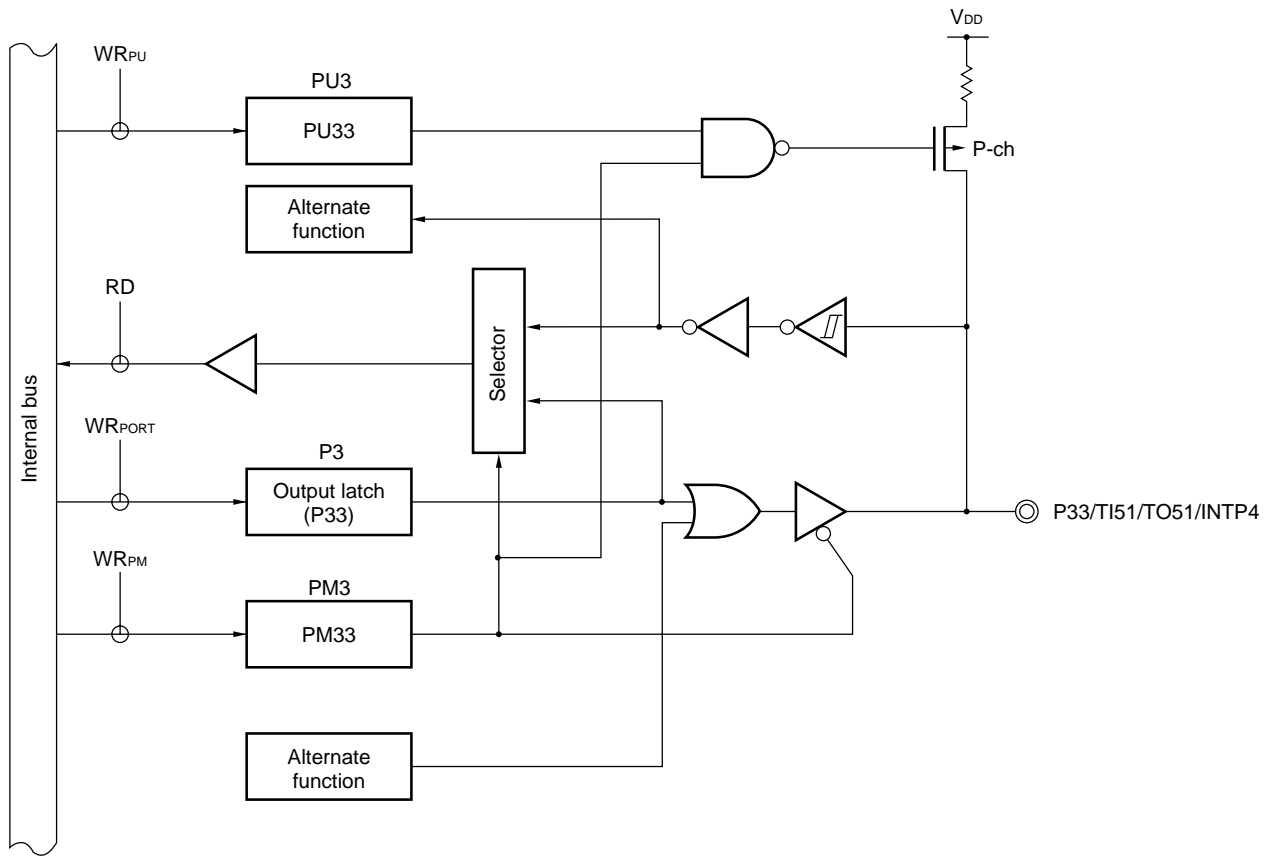 VDD
WRPU
PU3
PU33
P-ch
Alternate
function
RD
Selector
Internal bus
WRPORT
P3
Output latch
(P33)
P33/TI51/TO51/INTP4
WRPM
PM3
PM33
Alternate
function